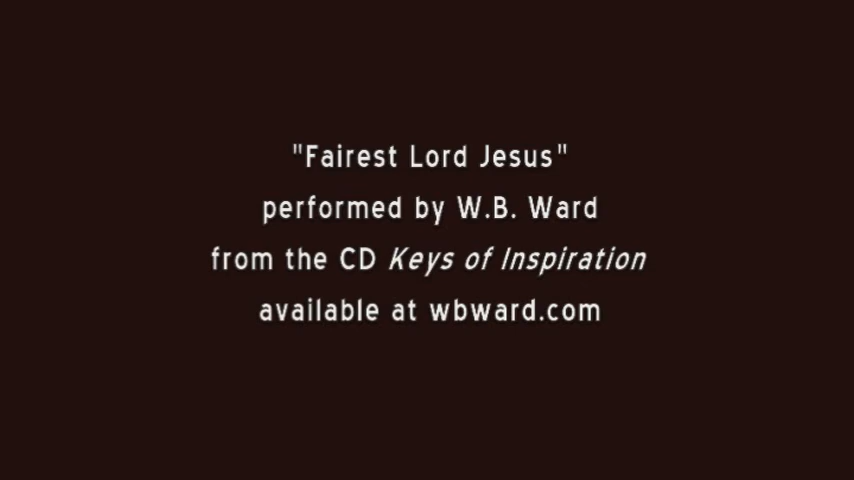 "Fairest Lord Jesus"
performed by W.B. Ward
from the CD Keys of Inspiration
available at wbward.com